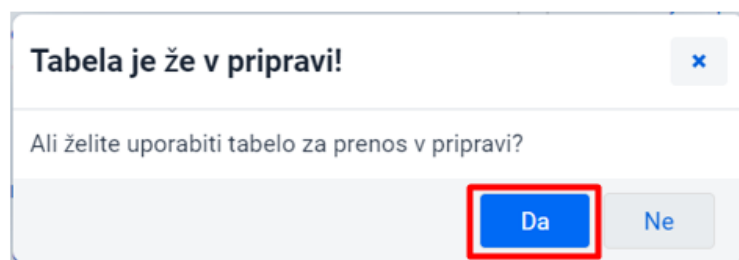 Tabela je že v pripravi!
×
Ali želite uporabiti tabelo za prenos v pripravi?
Da
Ne